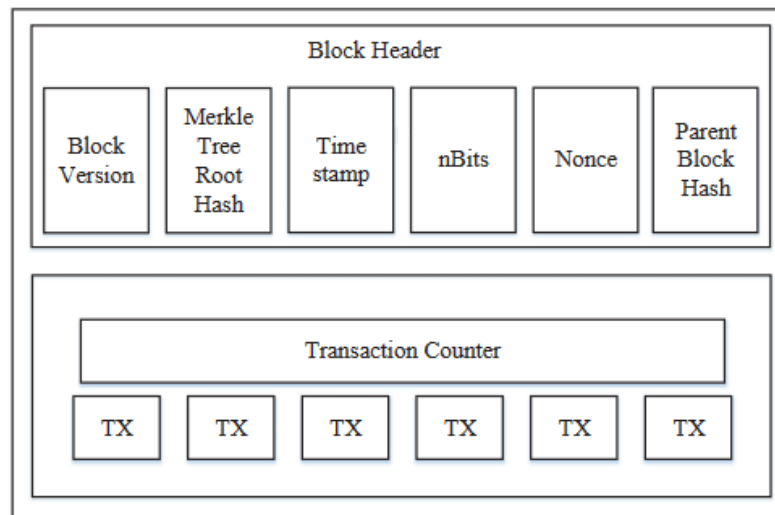 Block Header
Block
Version
Merkle
Tree
Root
Hash
Time
stamp
nBits
Nonce
Parent
Block
Hash
Transaction Counter
TX TX TX TX TX TX